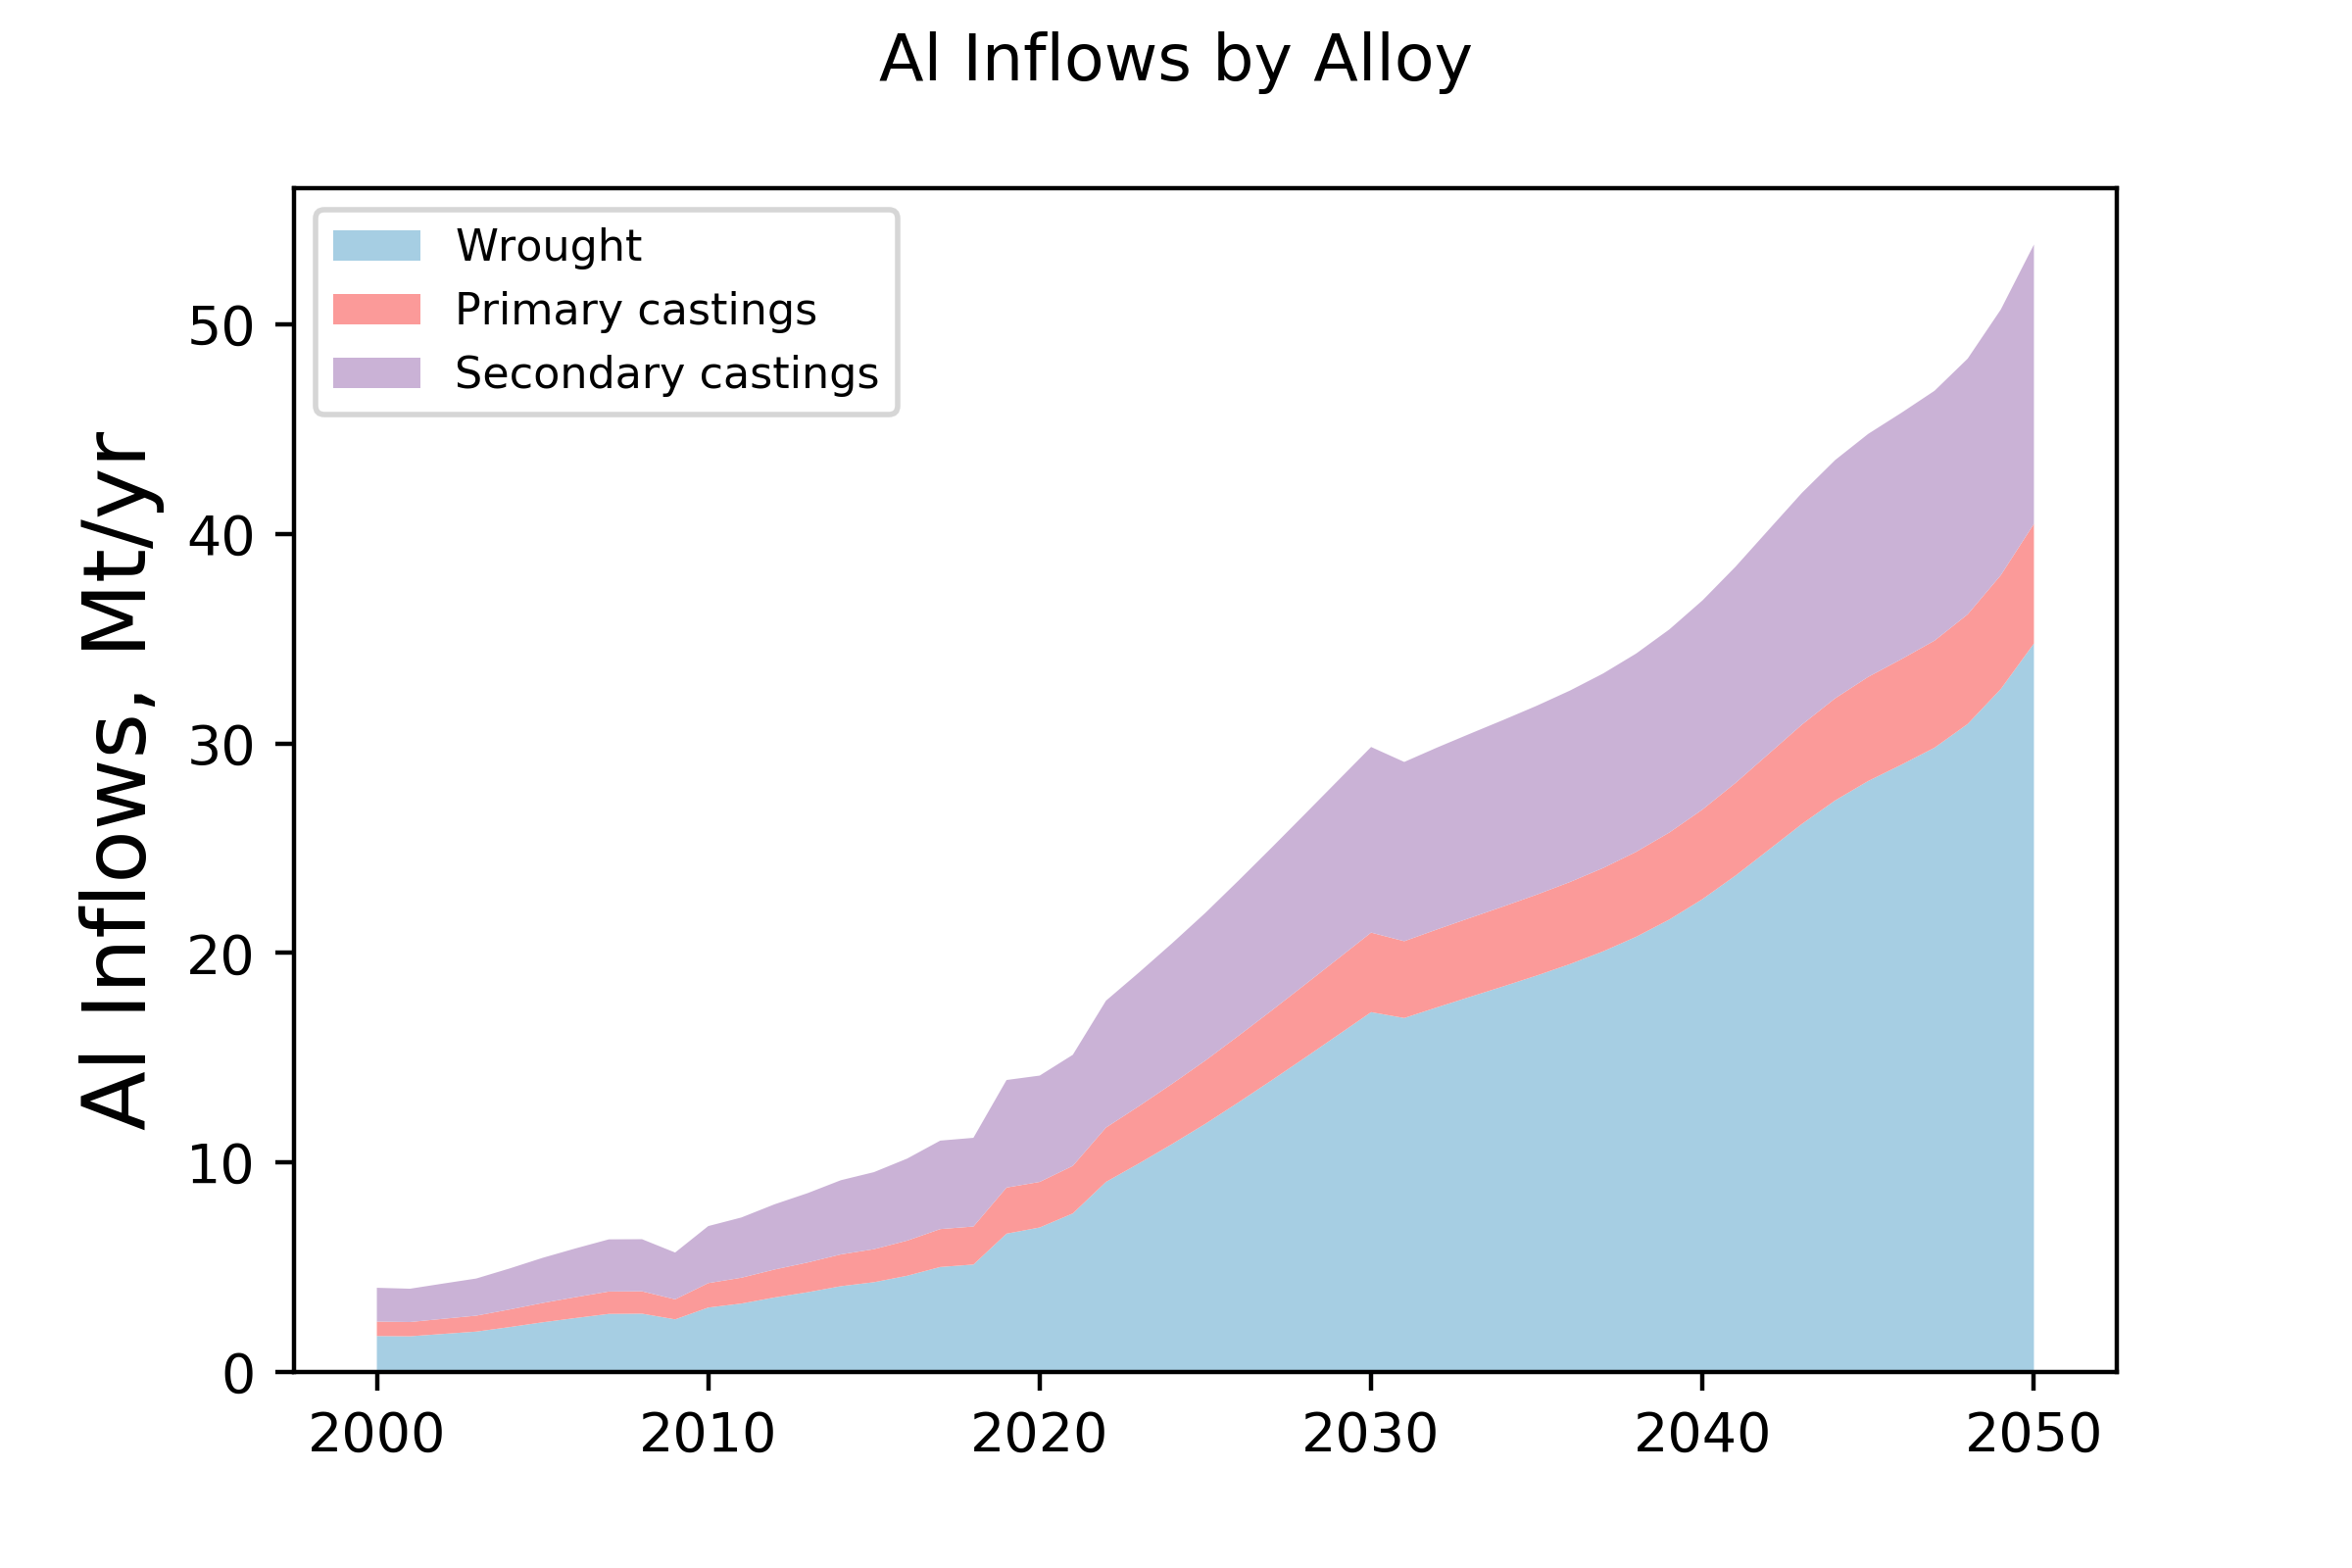 Al Inflows by Alloy
Wrought
Primary castings
Secondary castings
Al Inflows, Mt/yr
50
40
30
20
10
0
2000 2010 2020 2030 2040 2050